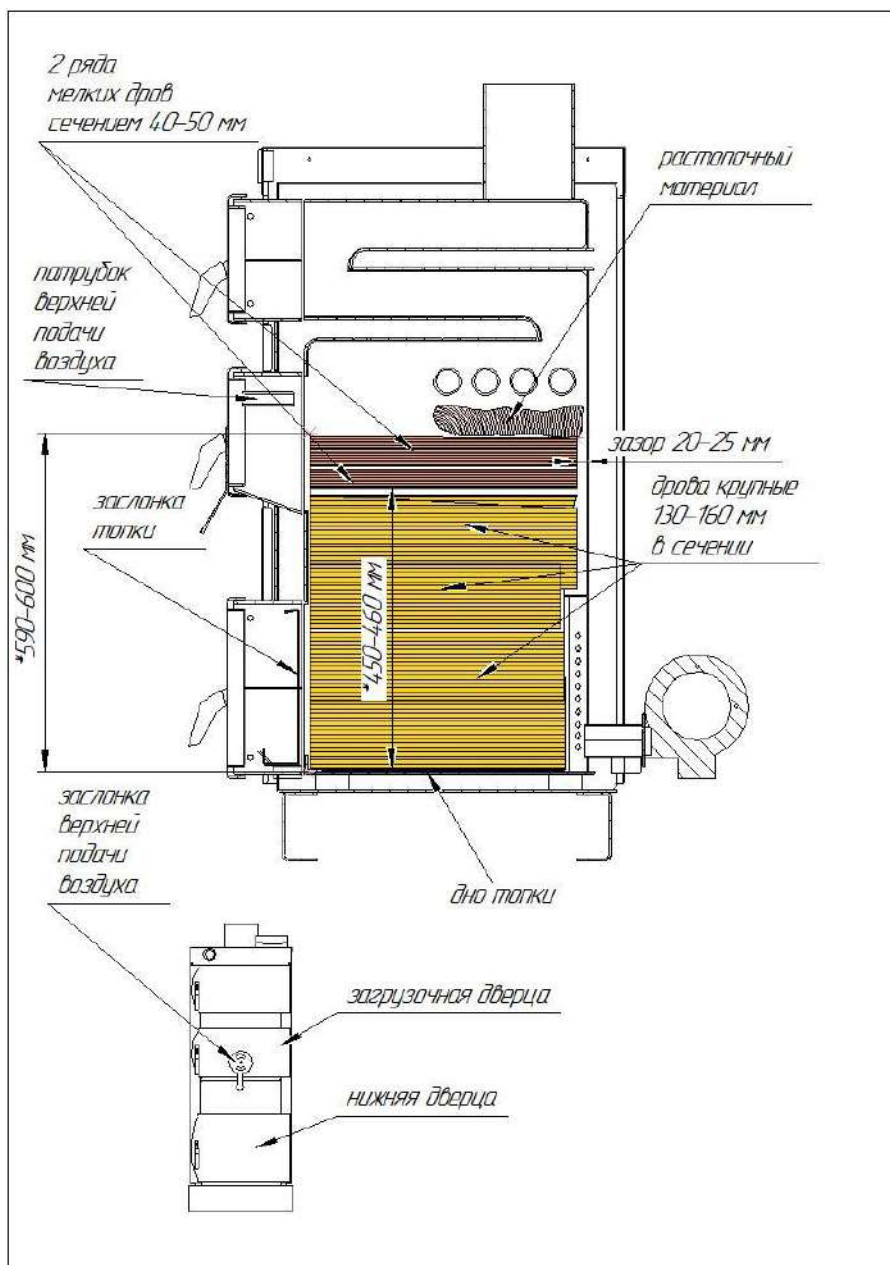 2 ряда
мелких дров
сечением 40-50 мм
растопочный
материал
патрубок
верхней
подачи
воздуха
зазор 20-25 мм
дрова крупные
130-160мм
в сечении
заслонка
топки
*590-600 мм
*450-460 мм
заслонка
верхней
подачи
воздуха
дно топки
загрузочная дверца
нижняя дверца